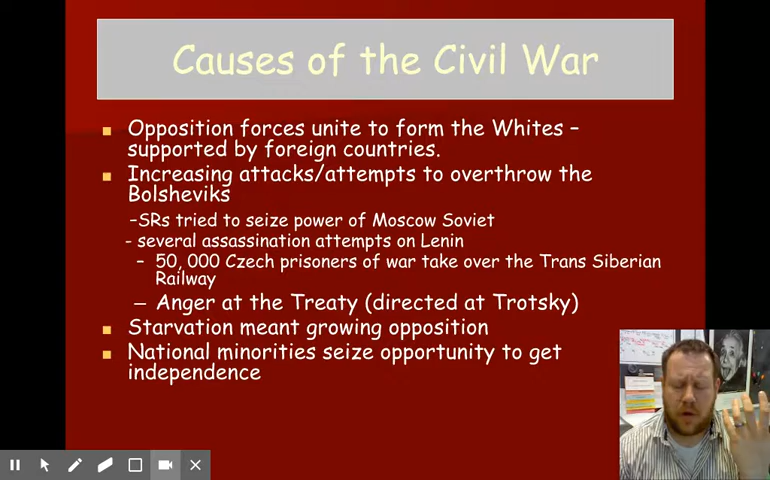 Causes of the Civil War
Opposition forces unite to form the Whites –
supported by foreign countries.
Increasing attacks/attempts to overthrow the
Bolsheviks
–SRs tried to seize power of Moscow Soviet
- several assassination attempts on Lenin
– 50, 000 Czech prisoners of war take over the Trans Siberian
Railway
– Anger at the Treaty (directed at Trotsky)
Starvation meant growing opposition
National minorities seize opportunity to get
independence